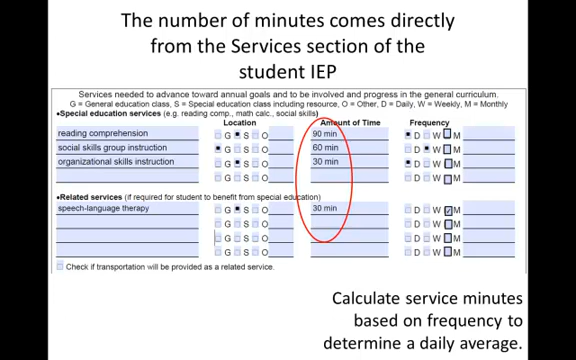 The number of minutes comes directly
from the Services section of the
student IEP
Services needed to advance toward annual goals and to be involved and progress in the general curriculum.
G = General education class, S = Special education class including resource, O = Other, D = Daily, W = Weekly, M = Monthly
•Special education services (e.g. reading comp., math calc., social skills)
Location Amount of Time Frequency
reading comprehension G S O 90 min D W M
social skills group instruction G S O 60 min D W M
organizational skills instruction G S O 30 min D W M
G S O D W M
•Related services (if required for student to benefit from special education)
speech-language therapy G S O 30 min D W M
G S O D W M
G S O D W M
G S O D W M
Check if transportation will be provided as a related service.
Calculate service minutes
based on frequency to
determine a daily average.